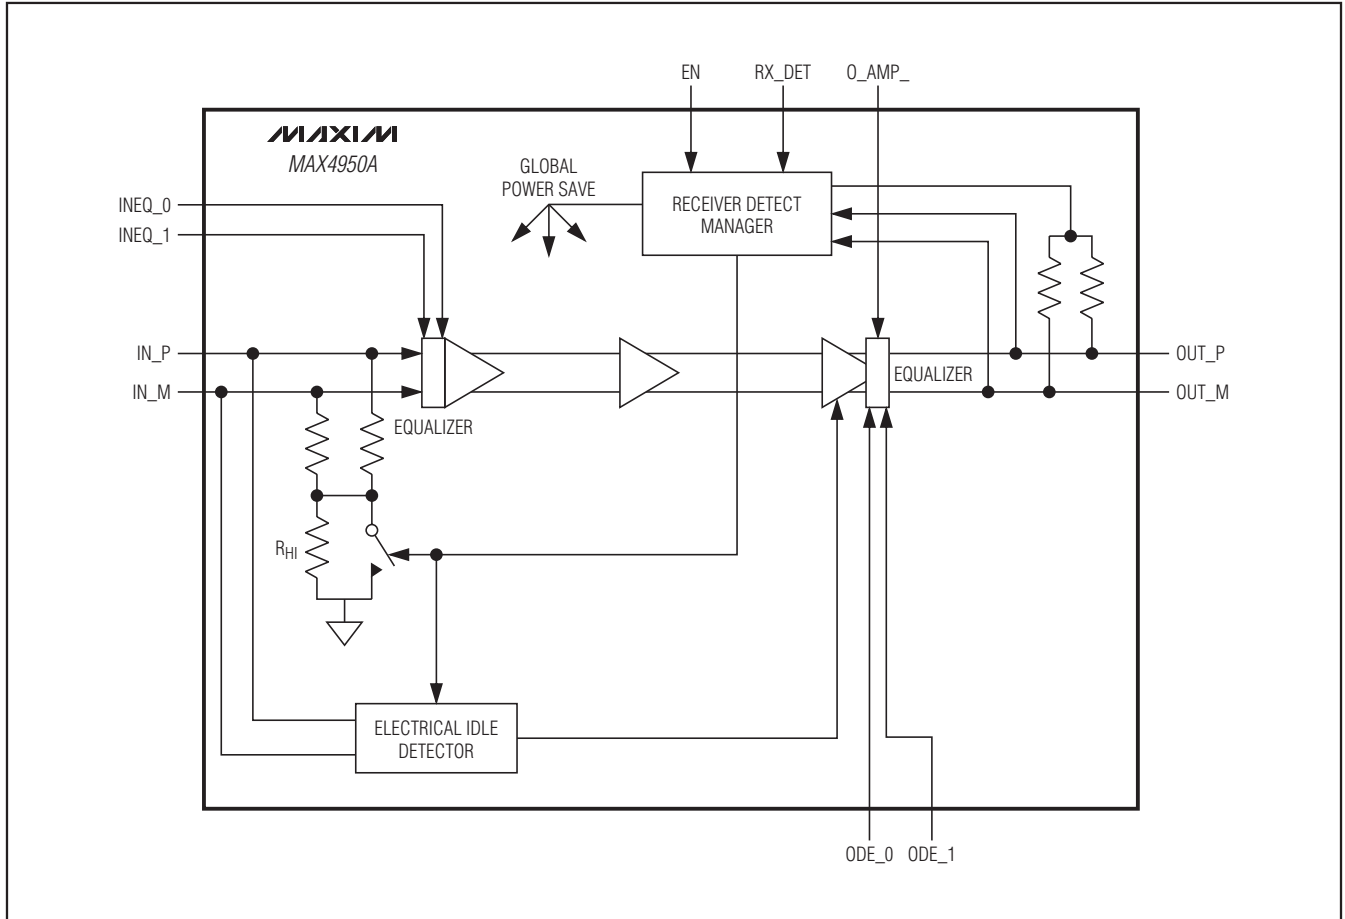 EN
RX_DET
O_AMP_
MAXIM
MAX4950A
GLOBAL
POWER SAVE
RECEIVER DETECT
MANAGER
INEQ_0
INEQ_1
IN_P
IN_M
EQUALIZER
EQUALIZER
OUT_P
OUT_M
RHI
ELECTRICAL IDLE
DETECTOR
ODE_0
ODE_1